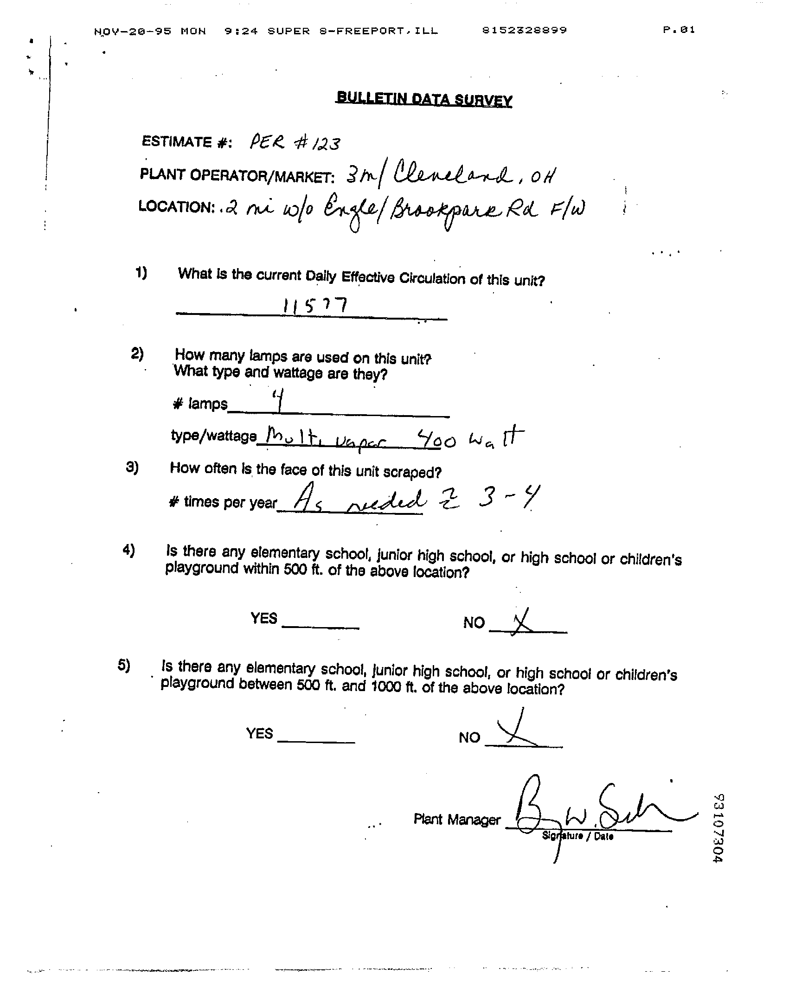 NOV-20-95 MON 9:24 SUPER 8-FREEPORT, ILL 8152328899 P.01
BULLETIN DATA SURVEY
ESTIMATE #: PER #123
PLANT OPERATOR/MARKET: 3m/ Cleveland, OH
LOCATION: .2 mi w/o Engle/Brookpark Rd F/W
1) What is the current Daily Effective Circulation of this unit?
11577
2) How many lamps are used on this unit?
What type and wattage are they?
# lamps 4
type/wattage Multi vapor 400 watt
3) How often is the face of this unit scraped?
# times per year As needed 3-4
4) Is there any elementary school, junior high school, or high school or children's
playground within 500 ft. of the above location?
YES NO X
5) Is there any elementary school, junior high school, or high school or children's
playground between 500 ft. and 1000 ft. of the above location?
YES NO X
Plant Manager
Signature / Date
93107304